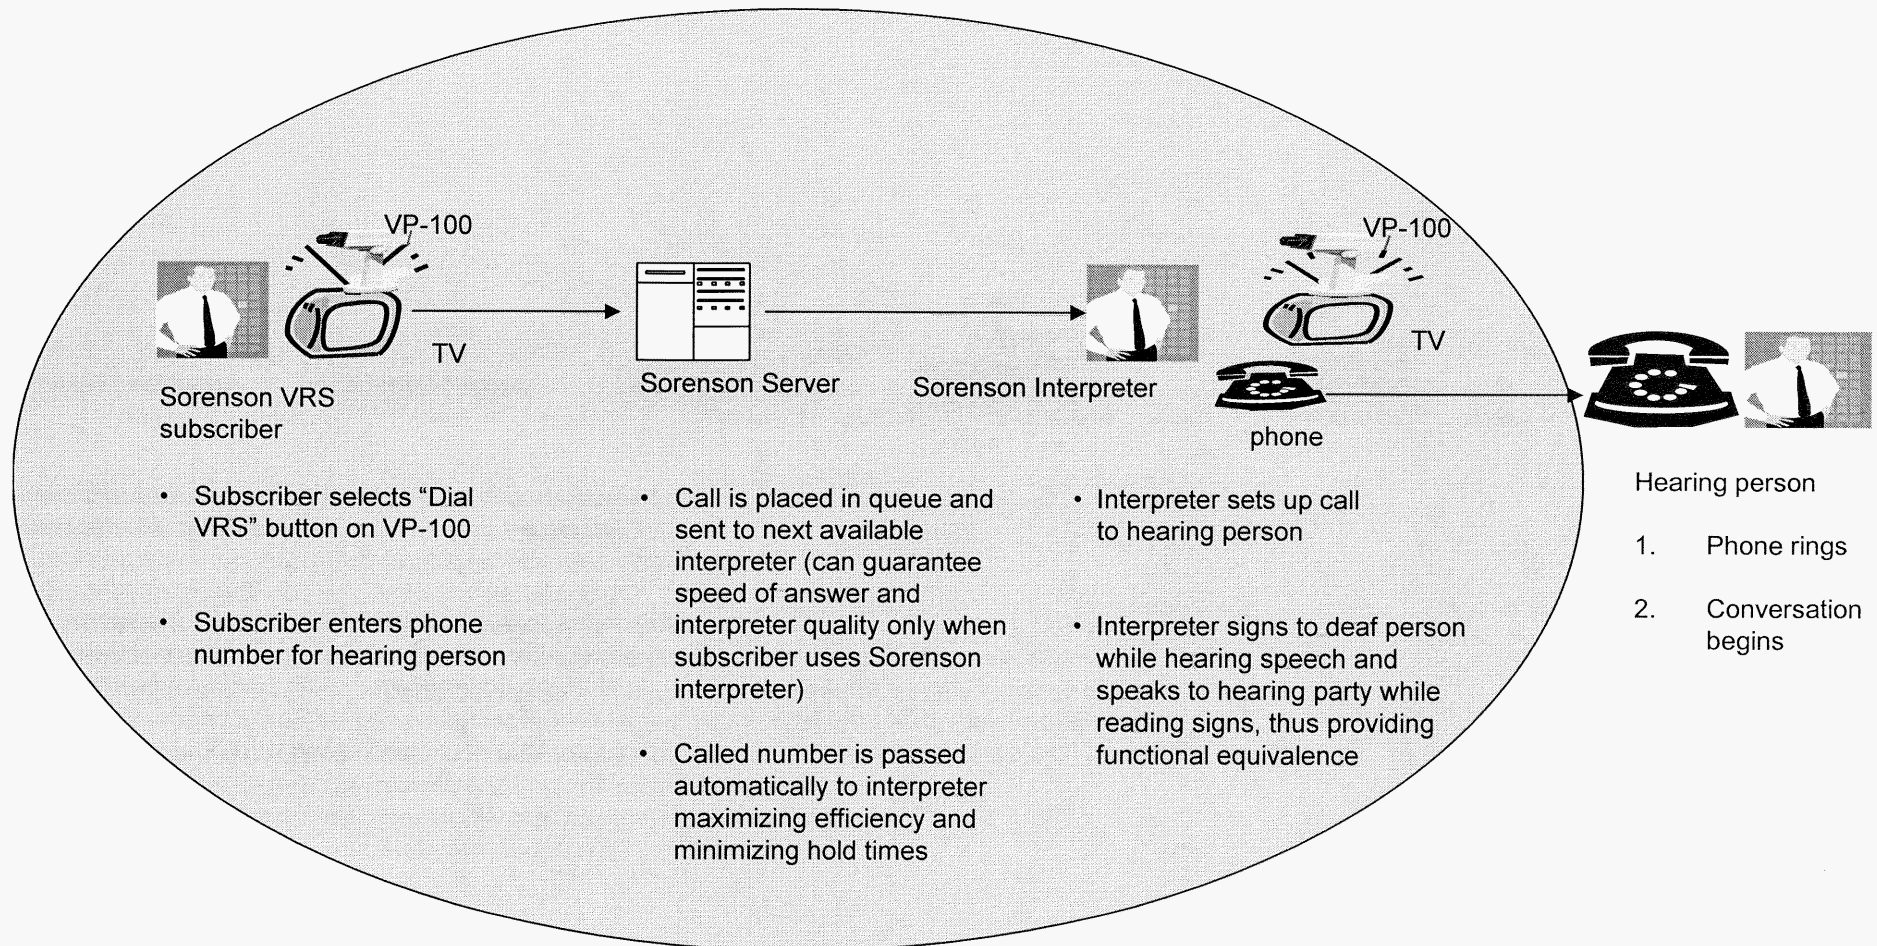 VP-100
TV
Sorenson VRS
subscriber
• Subscriber selects “Dial
VRS” button on VP-100
• Subscriber enters phone
number for hearing person
Sorenson Server
• Call is placed in queue and
sent to next available
interpreter (can guarantee
speed of answer and
interpreter quality only when
subscriber uses Sorenson
interpreter)
• Called number is passed
automatically to interpreter
maximizing efficiency and
minimizing hold times
VP-100
TV
Sorenson Interpreter
phone
• Interpreter sets up call
to hearing person
• Interpreter signs to deaf person
while hearing speech and
speaks to hearing party while
reading signs, thus providing
functional equivalence
Hearing person
1. Phone rings
2. Conversation
begins